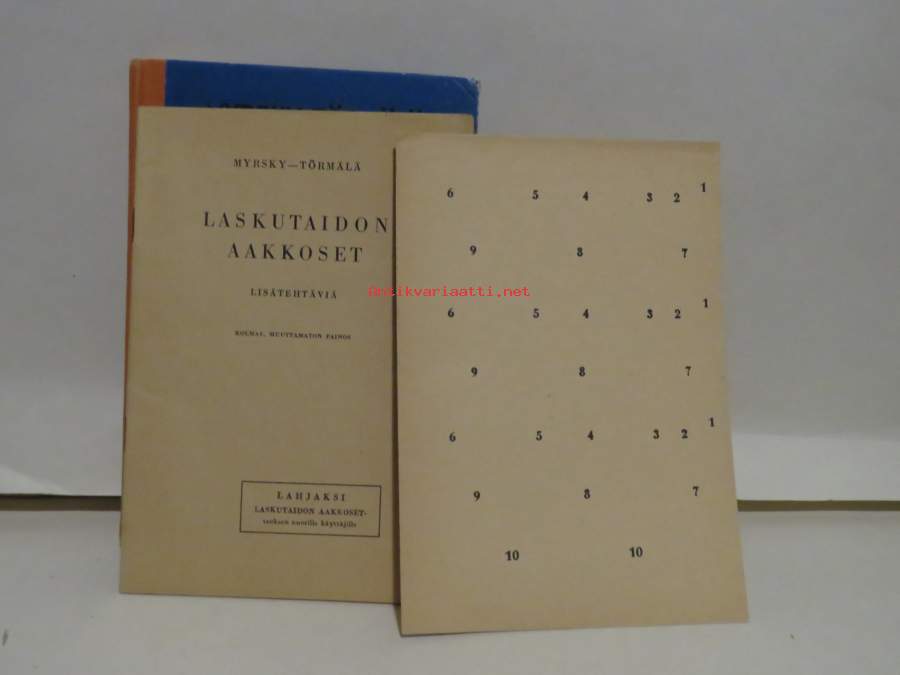 MYRSKY—TÖRMÄLÄ
LASKUTAIDON
AAKKOSET
LISÄTEHTÄVIÄ
KOLMAS, MUUTTAMATON PAINOS
LAHJAKSI
LASKUTAIDON AAKKOSET-
sarjan nuorille käyttäjille
6 5 4 3 2 1
9 8 7
Antikvariaatti.net
6 5 4 3 2 1
9 8 7
6 5 4 3 2 1
9 8 7
10 10